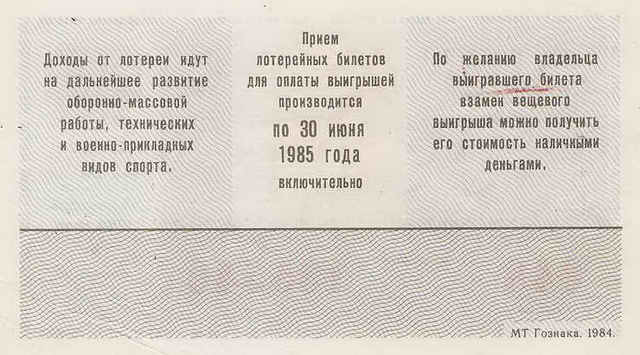 Доходы от лотереи идут
на дальнейшее развитие
оборонно-массовой
работы, технических
и военно-прикладных
видов спорта.
Прием
лотерейных билетов
для оплаты выигрышей
производится
по 30 июня
1985 года
включительно
По желанию владельца
выигравшего билета
взамен вещевого
выигрыша можно получить
его стоимость наличными
деньгами.
МТ Гознака. 1984.